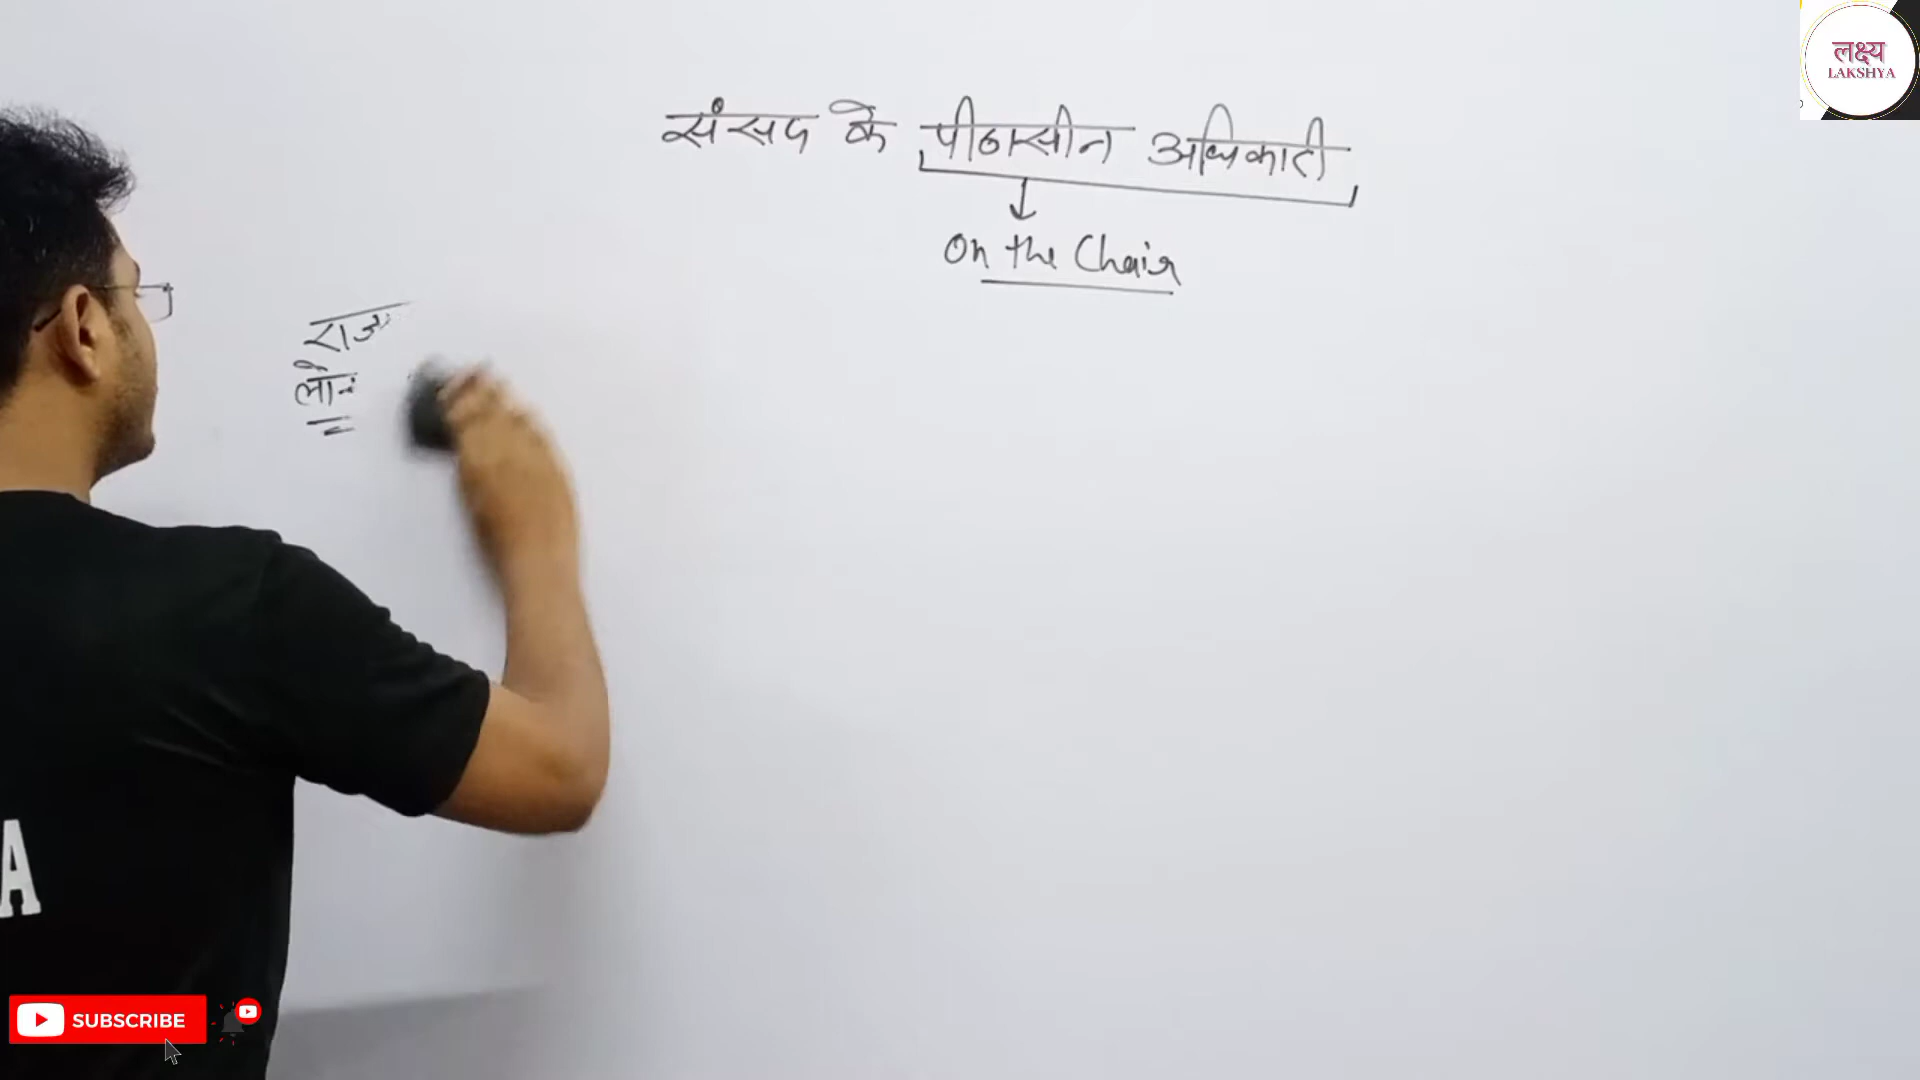 लक्ष्य
LAKSHYA
संसद के पीठासीन अधिकारी
On the Chair
A
SUBSCRIBE